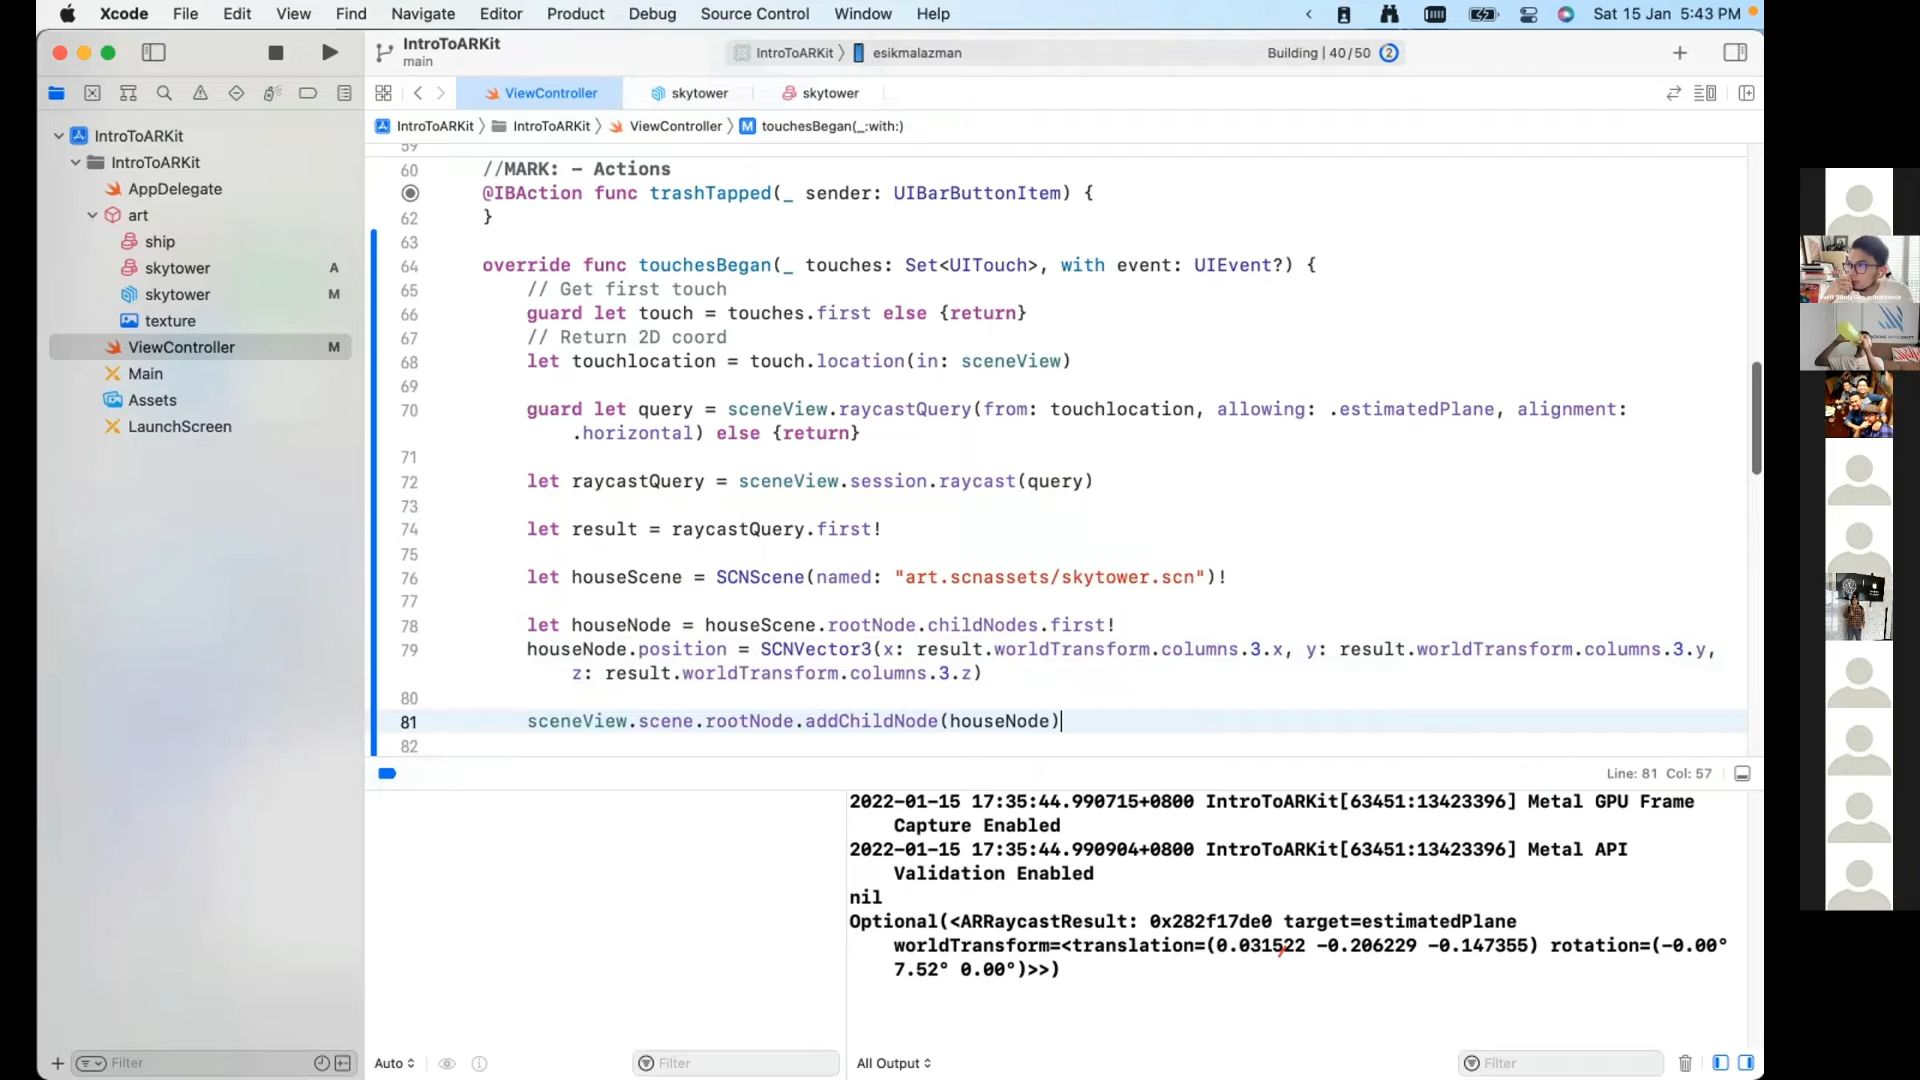 Xcode File Edit View Find Navigate Editor Product Debug Source Control Window Help Sat 15 Jan 5:43 PM
IntroToARKit
main
IntroToARKit esikmalazman Building | 40/50 2
ViewController skytower skytower
IntroToARKit IntroToARKit ViewController M touchesBegan(_:with:)
IntroToARKit
IntroToARKit
AppDelegate
art
ship
skytower A
skytower M
texture
ViewController M
Main
Assets
LaunchScreen
59
60 //MARK: - Actions
@IBAction func trashTapped(_ sender: UIBarButtonItem) {
62 }
63
64 override func touchesBegan(_ touches: Set<UITouch>, with event: UIEvent?) {
65 // Get first touch
66 guard let touch = touches.first else {return}
67 // Return 2D coord
68 let touchlocation = touch.location(in: sceneView)
69
70 guard let query = sceneView.raycastQuery(from: touchlocation, allowing: .estimatedPlane, alignment:
.horizontal) else {return}
71
72 let raycastQuery = sceneView.session.raycast(query)
73
74 let result = raycastQuery.first!
75
76 let houseScene = SCNScene(named: "art.scnassets/skytower.scn")!
77
78 let houseNode = houseScene.rootNode.childNodes.first!
79 houseNode.position = SCNVector3(x: result.worldTransform.columns.3.x, y: result.worldTransform.columns.3.y,
z: result.worldTransform.columns.3.z)
80
81 sceneView.scene.rootNode.addChildNode(houseNode)
82
Line: 81 Col: 57
2022-01-15 17:35:44.990715+0800 IntroToARKit[63451:13423396] Metal GPU Frame
Capture Enabled
2022-01-15 17:35:44.990904+0800 IntroToARKit[63451:13423396] Metal API
Validation Enabled
nil
Optional(<ARRaycastResult: 0x282f17de0 target=estimatedPlane
worldTransform=<translation=(0.031522 -0.206229 -0.147355) rotation=(-0.00°
7.52° 0.00°)>>)
Filter Auto Filter All Output Filter